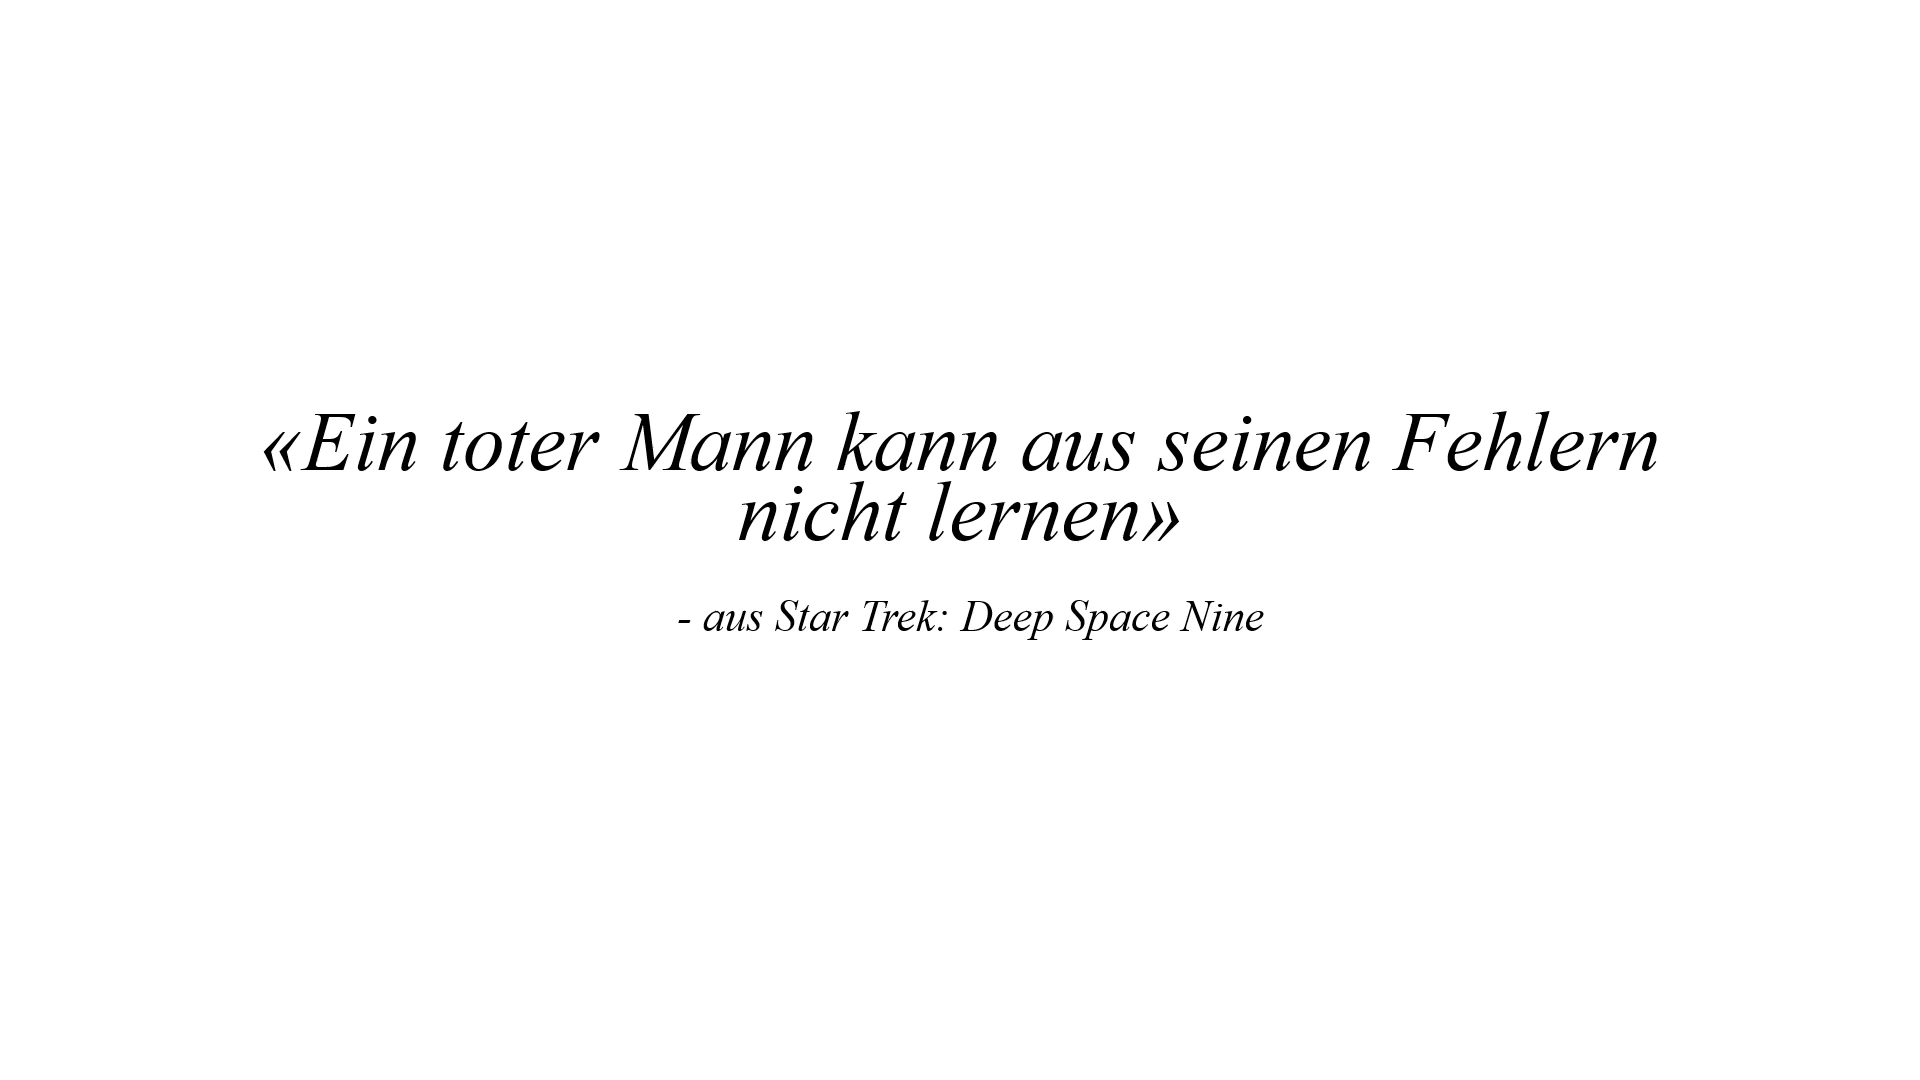 «Ein toter Mann kann aus seinen Fehlern
nicht lernen»
- aus Star Trek: Deep Space Nine